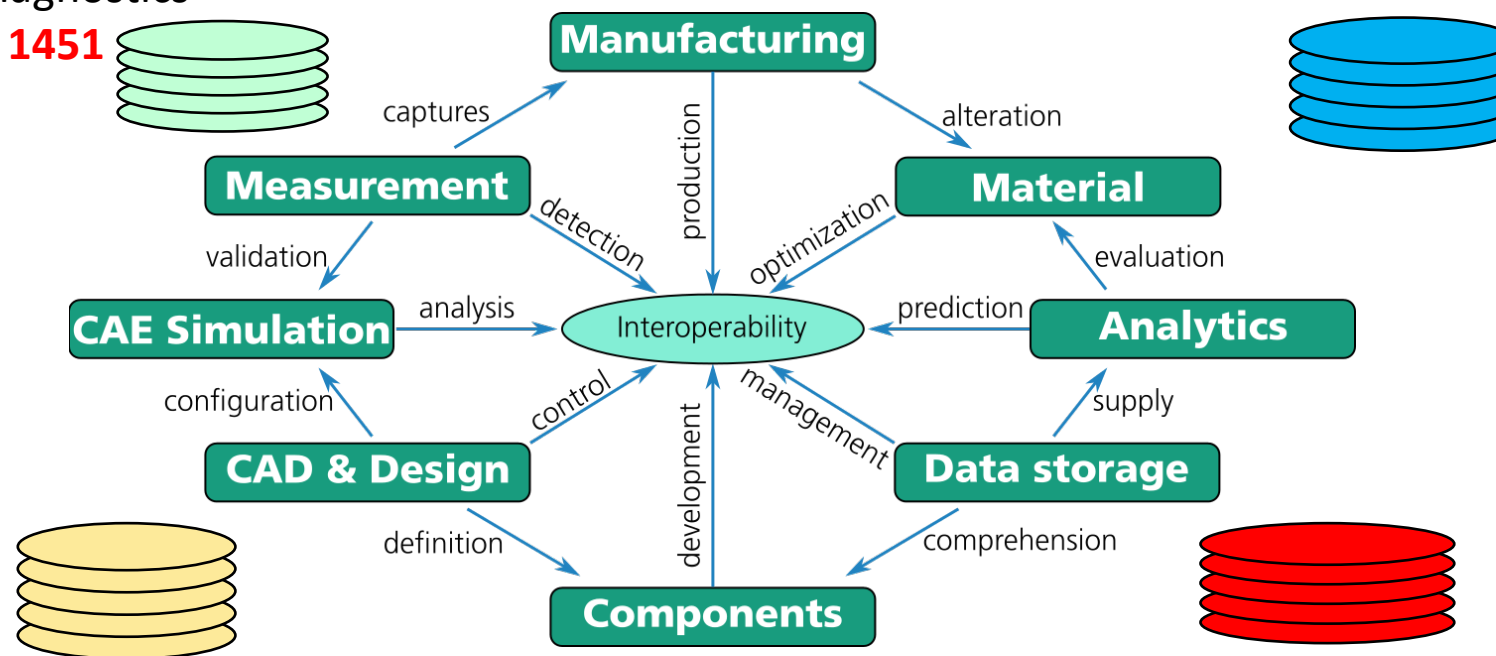 agnostics
1451
Manufacturing
captures
production
alteration
Measurement
Material
detection
optimization
validation
evaluation
CAE Simulation
analysis
Interoperability
prediction
Analytics
configuration
control
management
supply
CAD & Design
development
Data storage
definition
comprehension
Components